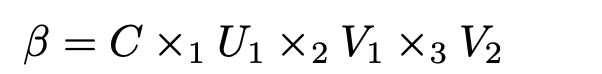 β = C ×₁ U₁ ×₂ V₁ ×₃ V₂